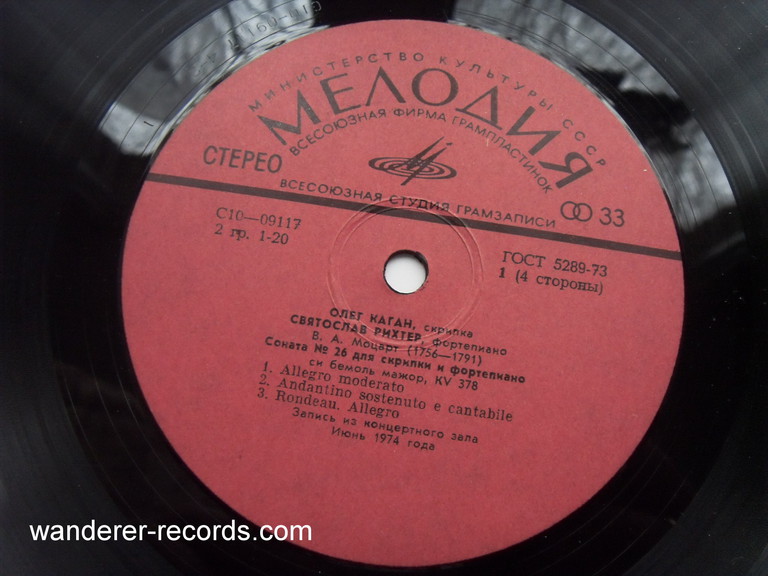 МИНИСТЕРСТВО КУЛЬТУРЫ СССР
МЕЛОДИЯ
ВСЕСОЮЗНАЯ ФИРМА ГРАМПЛАСТИНОК
СТЕРЕО
ВСЕСОЮЗНАЯ СТУДИЯ ГРАМЗАПИСИ
33
С10—09117
2 гр. 1-20
ГОСТ 5289-73
1 (4 стороны)
ОЛЕГ КАГАН, скрипка
СВЯТОСЛАВ РИХТЕР, фортепиано
В. А. Моцарт (1756—1791)
Соната № 26 для скрипки и фортепиано
си бемоль мажор, KV 378
1. Allegro moderato
2. Andantino sostenuto e cantabile
3. Rondeau. Allegro
Запись из концертного зала
Июнь 1974 года
wanderer-records.com